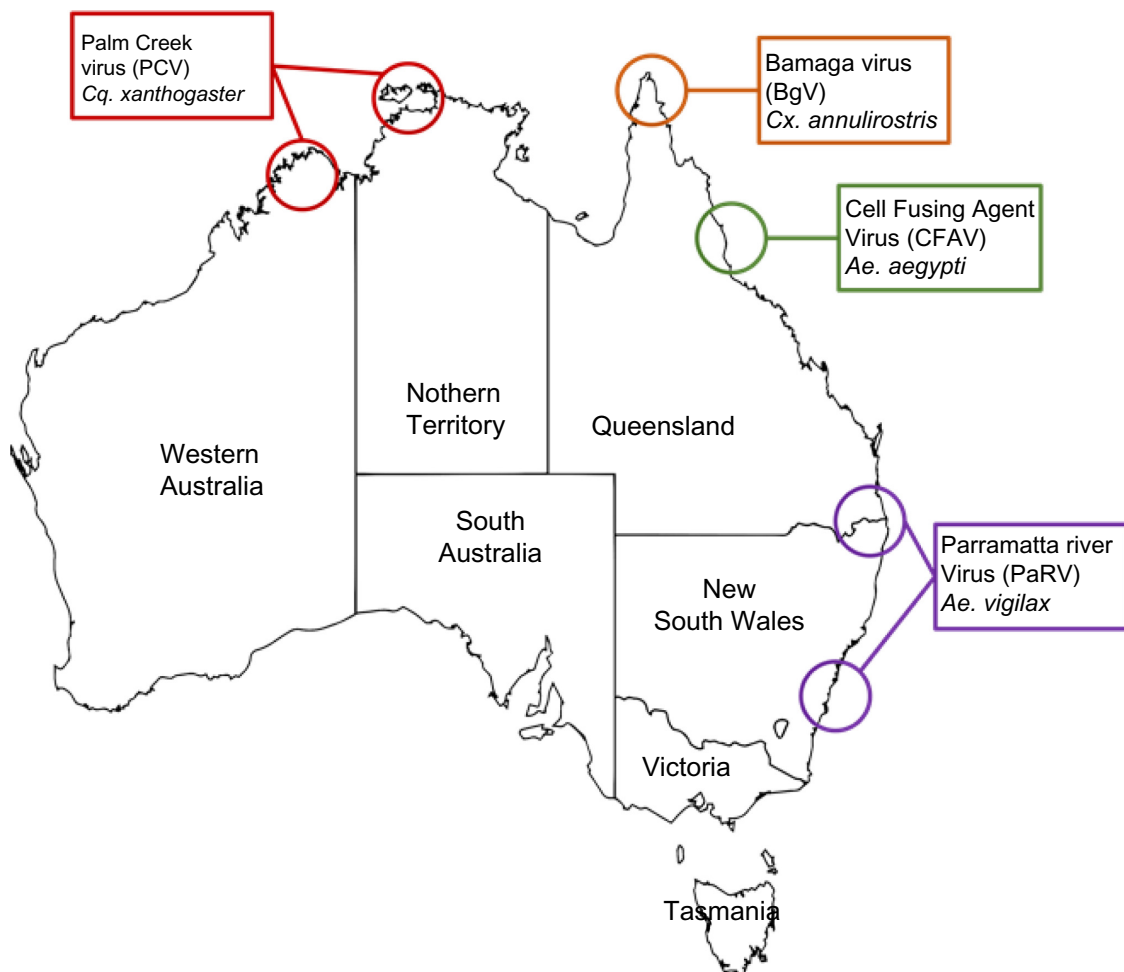 Palm Creek
virus (PCV)
Cq. xanthogaster
Bamaga virus
(BgV)
Cx. annulirostris
Cell Fusing Agent
Virus (CFAV)
Ae. aegypti
Nothern
Territory
Queensland
Western
Australia
South
Australia
Parramatta river
Virus (PaRV)
Ae. vigilax
New
South Wales
Victoria
Tasmania